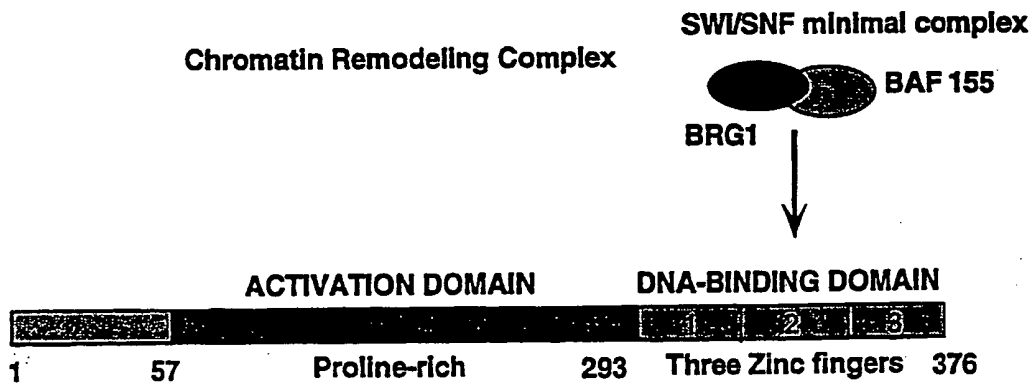 SWI/SNF minimal complex
Chromatin Remodeling Complex
BAF 155
BRG1
ACTIVATION DOMAIN DNA-BINDING DOMAIN
1 2 3
1 57 Proline-rich 293 Three Zinc fingers 376